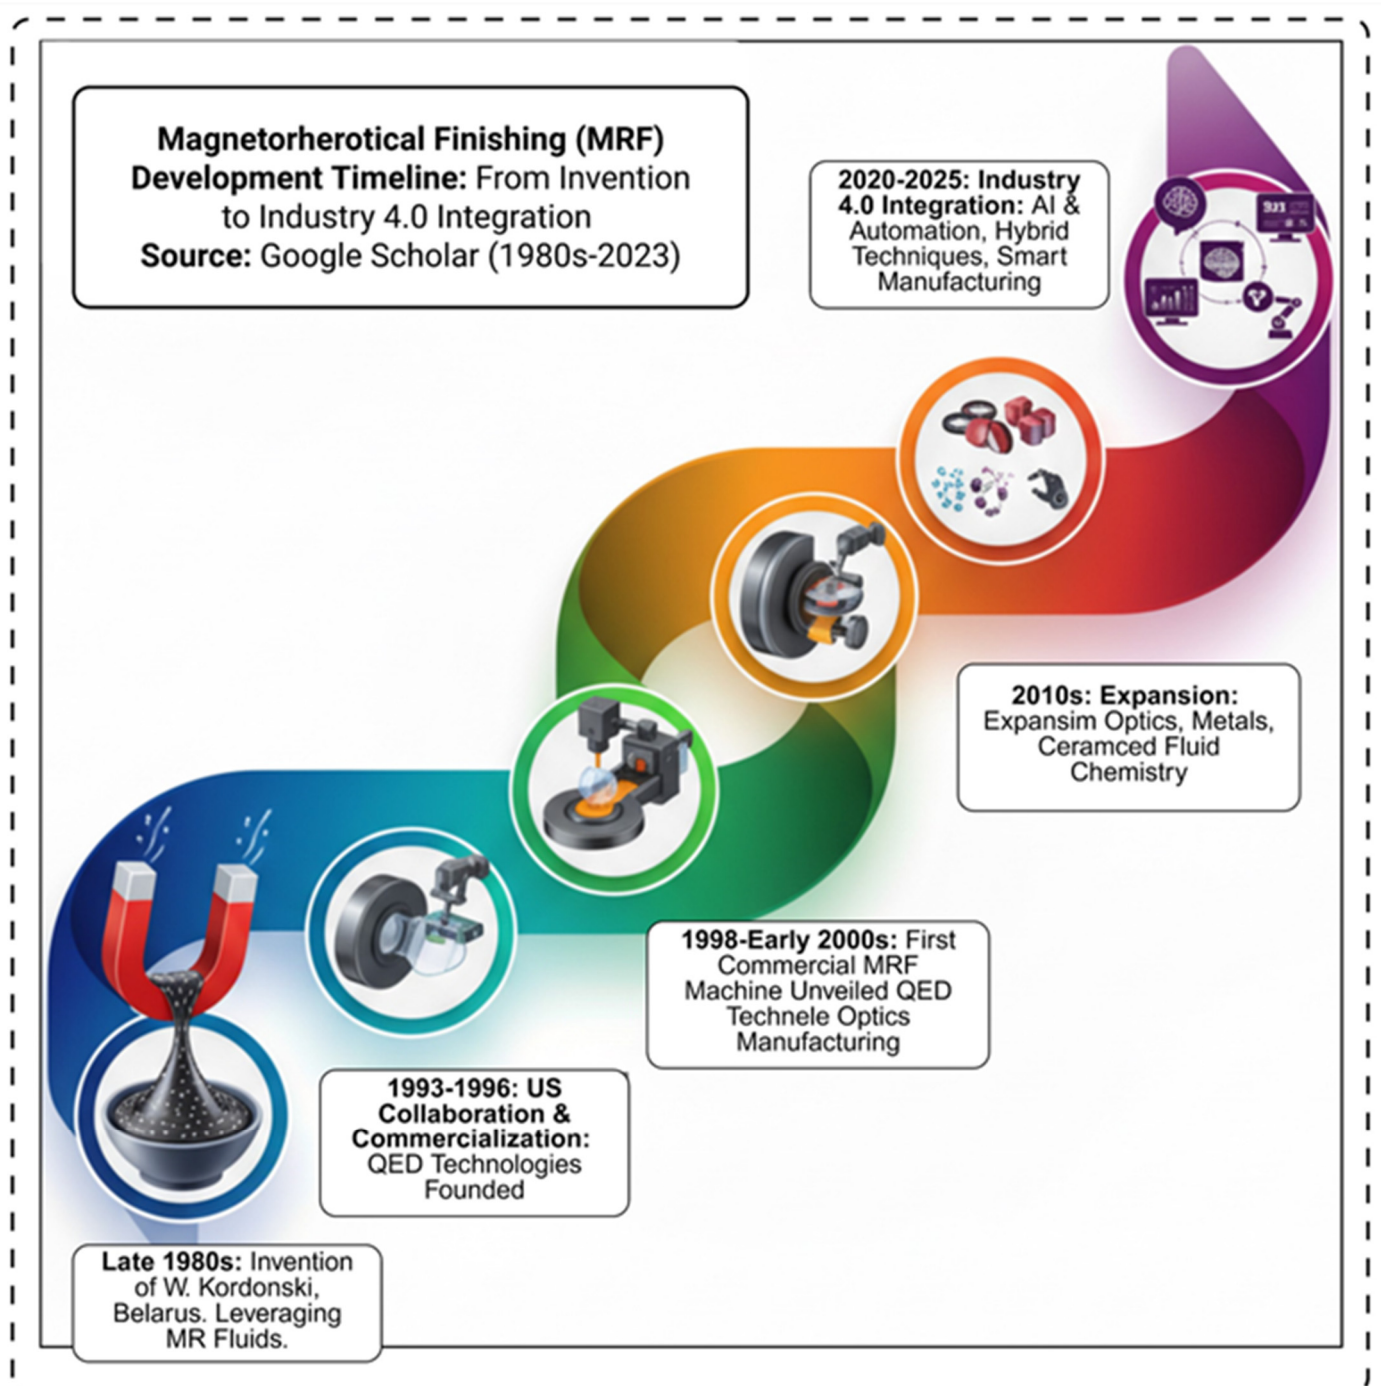 Magnetorherotical Finishing (MRF)
Development Timeline: From Invention
to Industry 4.0 Integration
Source: Google Scholar (1980s-2023)
2020-2025: Industry
4.0 Integration: AI &
Automation, Hybrid
Techniques, Smart
Manufacturing
2010s: Expansion:
Expansim Optics, Metals,
Ceramced Fluid
Chemistry
1998-Early 2000s: First
Commercial MRF
Machine Unveiled QED
Technele Optics
Manufacturing
1993-1996: US
Collaboration &
Commercialization:
QED Technologies
Founded
Late 1980s: Invention
of W. Kordonski,
Belarus. Leveraging
MR Fluids.